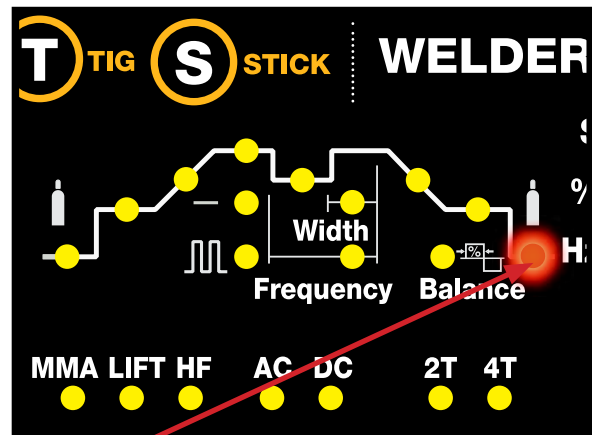 T TIG S STICK WELDER
%
Width
%
Frequency Balance
MMA LIFT HF AC DC 2T 4T